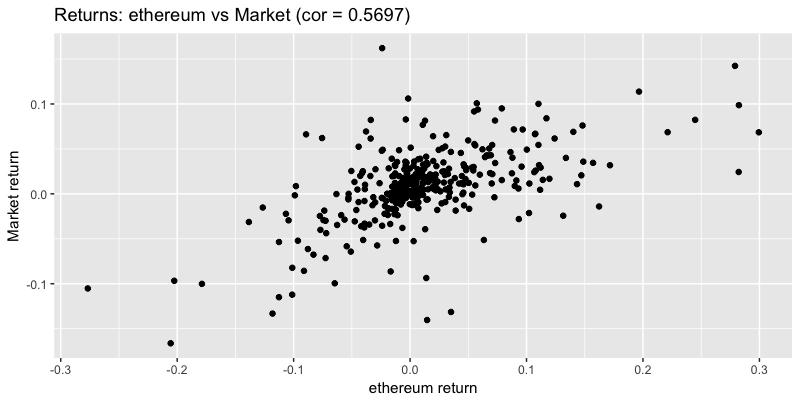 Returns: ethereum vs Market (cor = 0.5697)
Market return
0.1
0.0
-0.1
-0.3 -0.2 -0.1 0.0 0.1 0.2 0.3
ethereum return